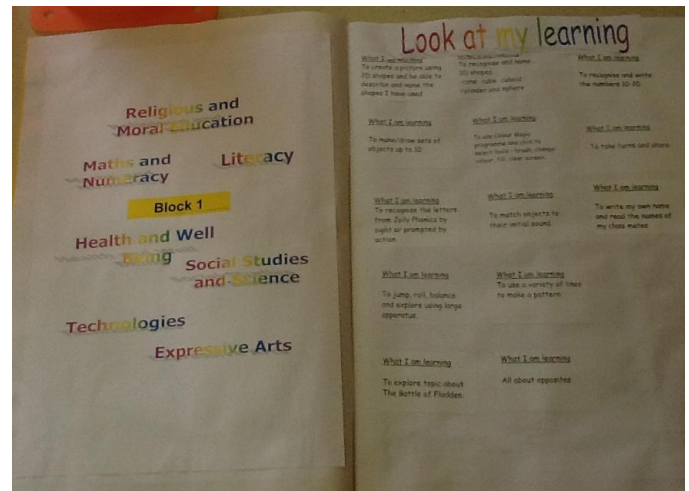 Religious and
Moral Education
Maths and
Numeracy
Literacy
Block 1
Health and Well
Being
Social Studies
and Science
Technologies
Expressive Arts
Look at my learning
What I am learning
To create a picture using
2D shapes and be able to
describe and name the
shapes I have used
To recognise and name
3D shapes
cone cube cuboid
cylinder and sphere
What I am learning
To recognise and write
the numbers 10-20.
What I am learning
To make/draw sets of
objects up to 10
What I am learning
To use Colour Magic
programme and click to
select tools - brush, change
colour, fill, clear screen.
What I am learning
To take turns and share
What I am learning
To recognise the letters
from Jolly Phonics by
sight or prompted by
action.
What I am learning
To match objects to
their initial sound
What I am learning
To write my own name
and read the names of
my class mates
What I am learning
To jump, roll, balance
and explore using large
apparatus.
What I am learning
To use a variety of lines
to make a pattern
What I am learning
To explore topic about
The Battle of Flodden
What I am learning
All about opposites